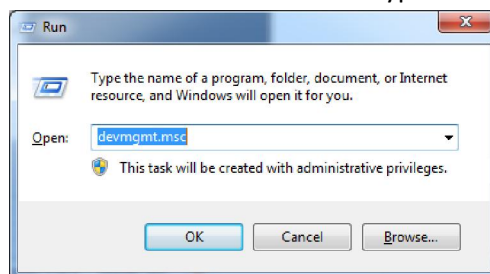 Run
Type the name of a program, folder, document, or Internet
resource, and Windows will open it for you.
Open: devmgmt.msc
This task will be created with administrative privileges.
OK Cancel Browse...